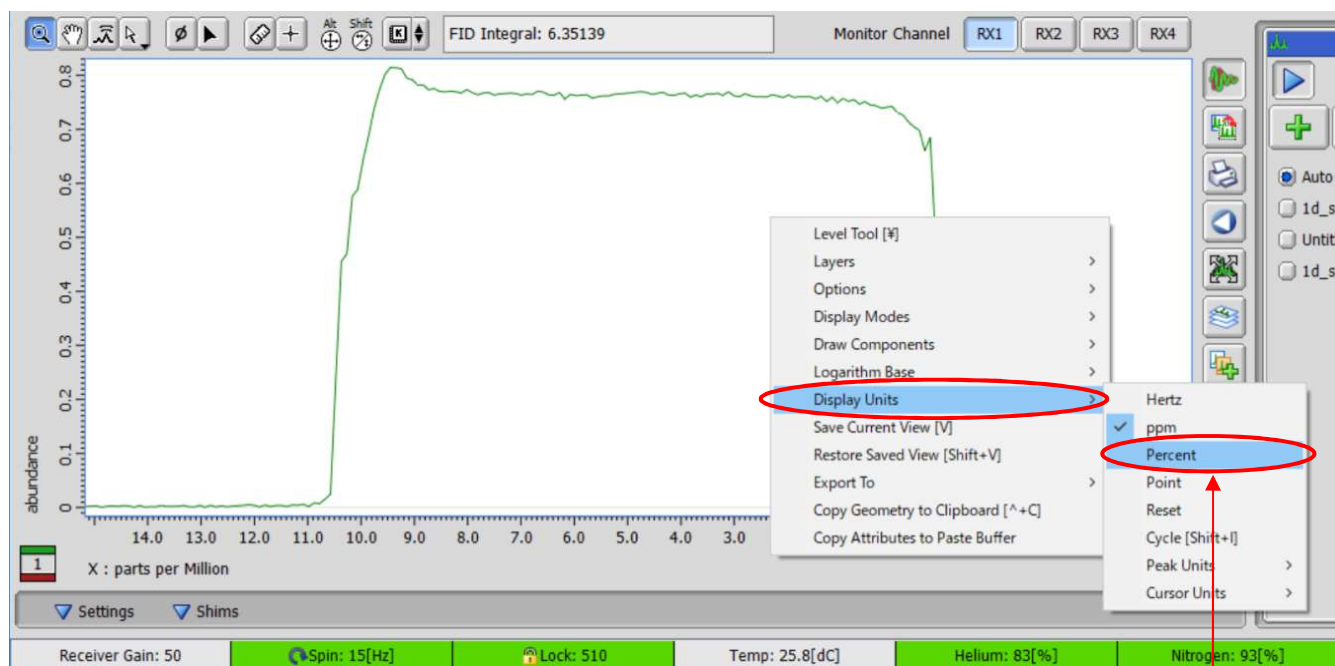 Alt Shift
FID Integral: 6.35139
Monitor Channel RX1 RX2 RX3 RX4
0.8
0.7
0.6
0.5
0.4
0.3
0.2
0.1
0
abundance
14.0 13.0 12.0 11.0 10.0 9.0 8.0 7.0 6.0 5.0 4.0 3.0
1
X : parts per Million
Level Tool [¥]
Layers
Options
Display Modes
Draw Components
Logarithm Base
Display Units
Save Current View [V]
Restore Saved View [Shift+V]
Export To
Copy Geometry to Clipboard [^+C]
Copy Attributes to Paste Buffer
Hertz
ppm
Percent
Point
Reset
Cycle [Shift+I]
Peak Units
Cursor Units
Auto
1d_s
Untit
1d_s
Settings Shims
Receiver Gain: 50 Spin: 15[Hz] Lock: 510 Temp: 25.8[dC] Helium: 83[%] Nitrogen: 93[%]